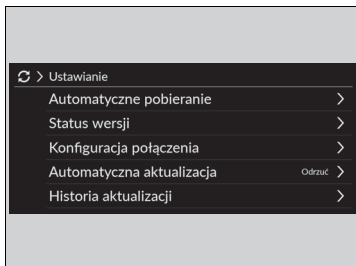 Ustawianie
Automatyczne pobieranie
Status wersji
Konfiguracja połączenia
Automatyczna aktualizacja Odrzuć
Historia aktualizacji